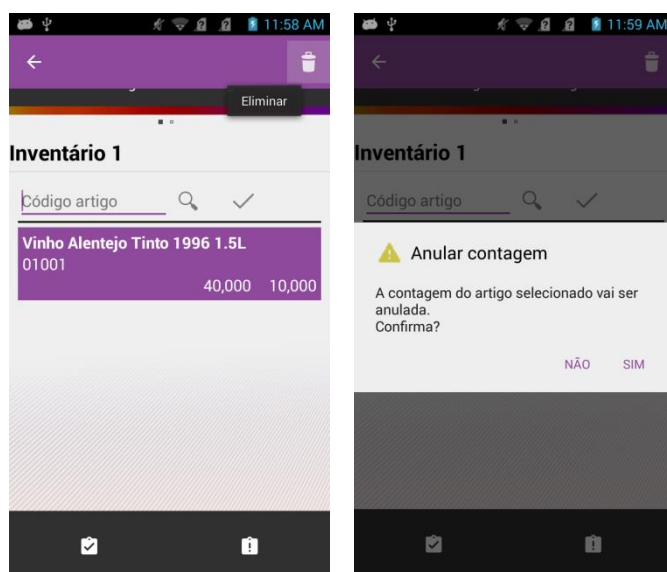 11:58 AM
Eliminar
Inventário 1
Código artigo
Vinho Alentejo Tinto 1996 1.5L
01001
40,000 10,000
11:59 AM
Inventário 1
Código artigo
Anular contagem
A contagem do artigo selecionado vai ser
anulada.
Confirma?
NÃO SIM